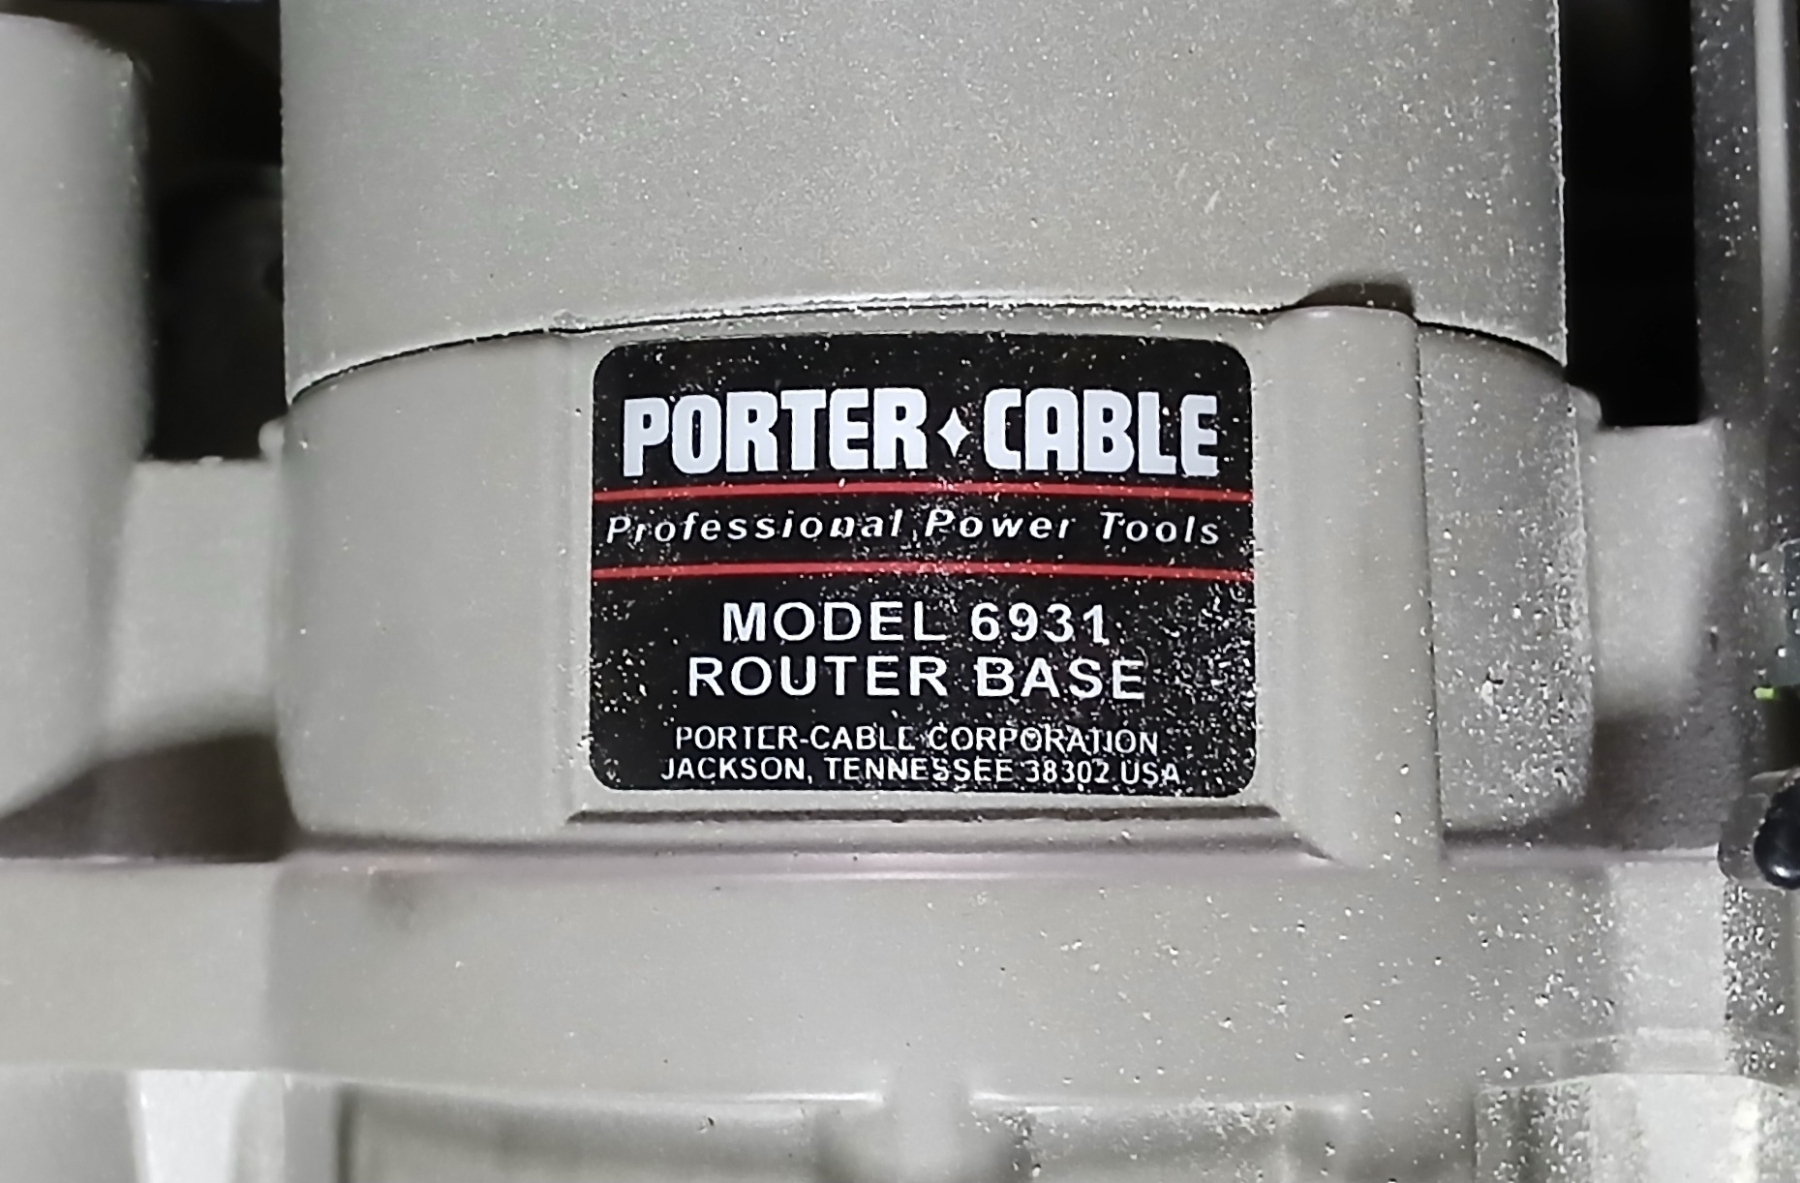 PORTER✦CABLE
Professional Power Tools
MODEL 6931
ROUTER BASE
PORTER-CABLE CORPORATION
JACKSON, TENNESSEE 38302 USA